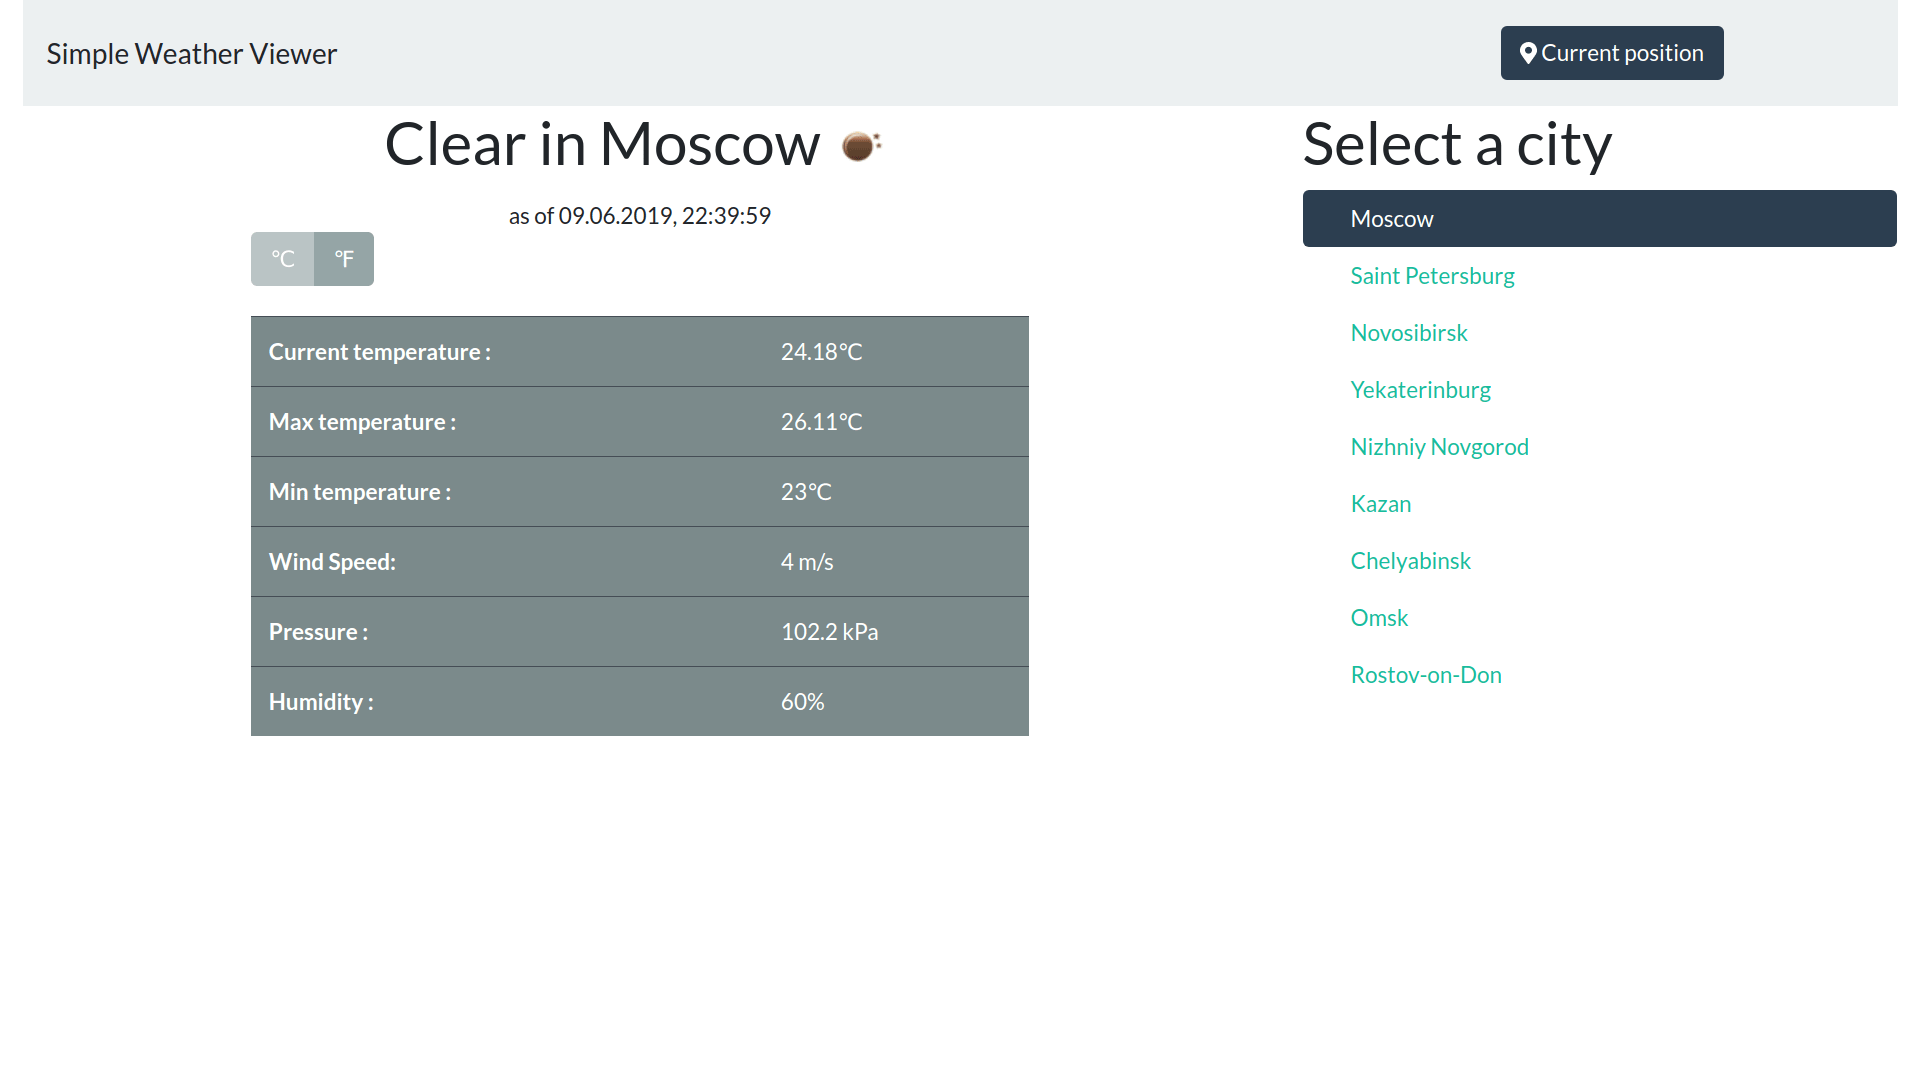 Simple Weather Viewer
Current position
Clear in Moscow
as of 09.06.2019, 22:39:59
°C °F
Current temperature : 24.18°C
Max temperature : 26.11°C
Min temperature : 23°C
Wind Speed: 4 m/s
Pressure : 102.2 kPa
Humidity : 60%
Select a city
Moscow
Saint Petersburg
Novosibirsk
Yekaterinburg
Nizhniy Novgorod
Kazan
Chelyabinsk
Omsk
Rostov-on-Don